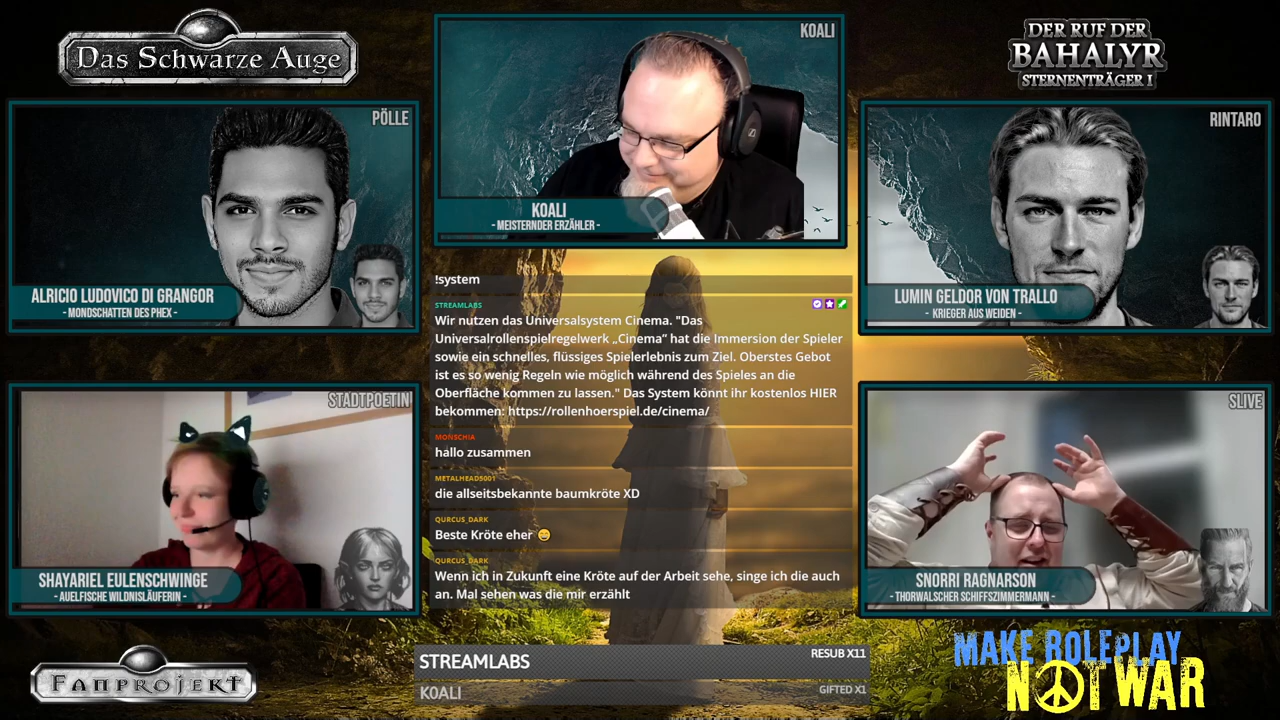 Das Schwarze Auge
KOALI
KOALI
- MEISTERNDER ERZÄHLER -
DER RUF DER
BAHALYR
STERNENTRÄGER I
PÖLLE
ALRICIO LUDOVICO DI GRANGOR
- MONDSCHATTEN DES PHEX -
RINTARO
LUMIN GELDOR VON TRALLO
- KRIEGER AUS WEIDEN -
!system
STREAMLABS
Wir nutzen das Universalsystem Cinema. "Das
Universalrollenspielregelwerk „Cinema“ hat die Immersion der Spieler
sowie ein schnelles, flüssiges Spielerlebnis zum Ziel. Oberstes Gebot
ist es so wenig Regeln wie möglich während des Spieles an die
Oberfläche kommen zu lassen." Das System könnt ihr kostenlos HIER
bekommen: https://rollenhoerspiel.de/cinema/
MONSCHIA
hallo zusammen
METALHEAD5001
die allseitsbekannte baumkröte XD
QURCUS_DARK
Beste Kröte eher 😄
QURCUS_DARK
Wenn ich in Zukunft eine Kröte auf der Arbeit sehe, singe ich die auch
an. Mal sehen was die mir erzählt
STADTPOETIN
SHAYARIEL EULENSCHWINGE
- AUELFISCHE WILDNISLÄUFERIN -
SLIVE
SNORRI RAGNARSON
- THORWALSCHER SCHIFFSZIMMERMANN -
FANPROJEKT
STREAMLABS
RESUB X11
KOALI
GIFTED X1
MAKE ROLEPLAY
NOT WAR